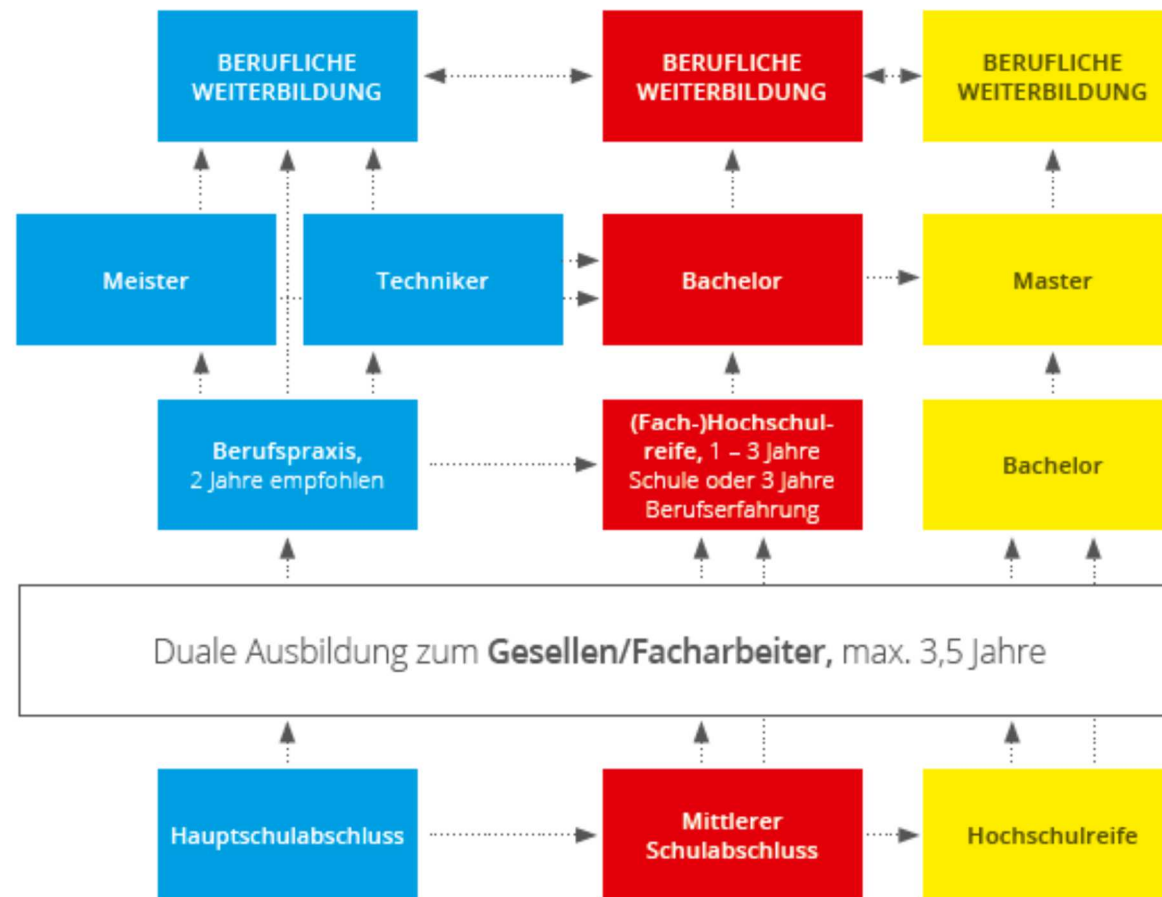 BERUFLICHE
WEITERBILDUNG
BERUFLICHE
WEITERBILDUNG
BERUFLICHE
WEITERBILDUNG
Meister
Techniker
Bachelor
Master
Berufspraxis,
2 Jahre empfohlen
(Fach-)Hochschul-
reife, 1 – 3 Jahre
Schule oder 3 Jahre
Berufserfahrung
Bachelor
Duale Ausbildung zum Gesellen/Facharbeiter, max. 3,5 Jahre
Hauptschulabschluss
Mittlerer
Schulabschluss
Hochschulreife